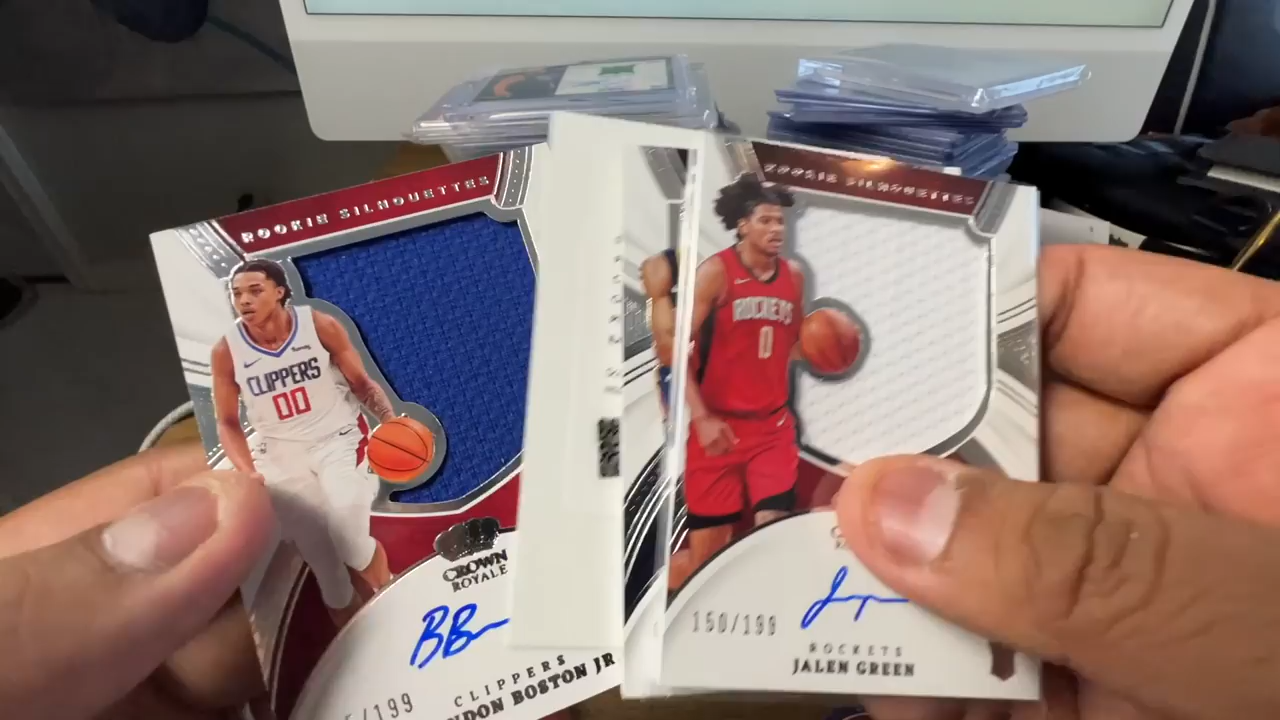 ROOKIE SILHOUETTES
CLIPPERS
00
CROWN
ROYALE
BB
/199
CLIPPERS
BOSTON JR
ROOKIE SILHOUETTES
ROCKETS
0
150/199
ROCKETS
JALEN GREEN